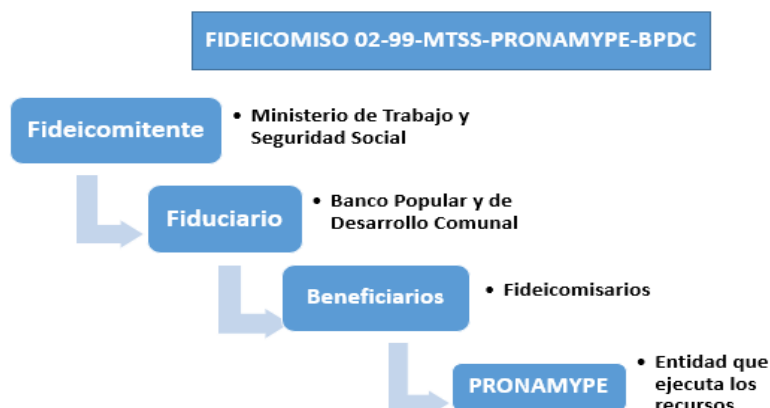 FIDEICOMISO 02-99-MTSS-PRONAMYPE-BPDC
Fideicomitente
• Ministerio de Trabajo y
Seguridad Social
Fiduciario
• Banco Popular y de
Desarrollo Comunal
Beneficiarios
• Fideicomisarios
PRONAMYPE
• Entidad que
ejecuta los
recursos